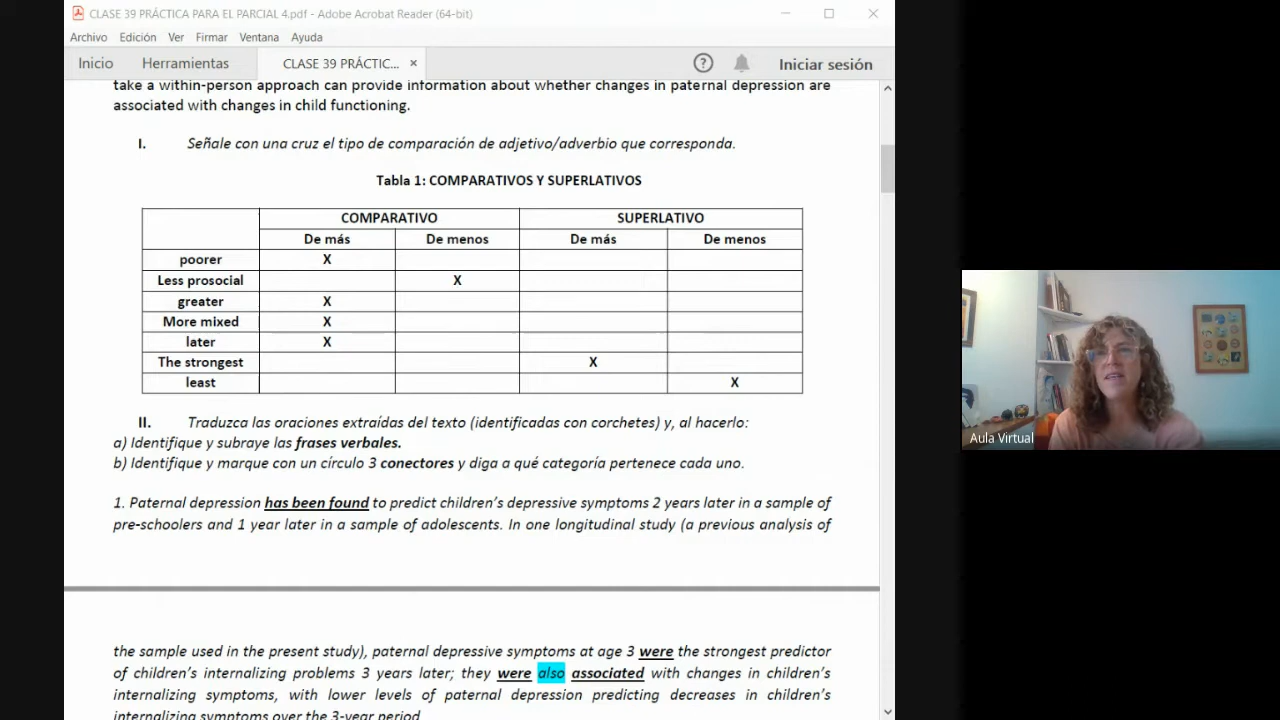 CLASE 39 PRÁCTICA PARA EL PARCIAL 4.pdf - Adobe Acrobat Reader (64-bit)
Archivo Edición Ver Firmar Ventana Ayuda
Inicio Herramientas CLASE 39 PRÁCTIC... × ? Iniciar sesión
take a within-person approach can provide information about whether changes in paternal depression are
associated with changes in child functioning.
I. Señale con una cruz el tipo de comparación de adjetivo/adverbio que corresponda.
Tabla 1: COMPARATIVOS Y SUPERLATIVOS
COMPARATIVO SUPERLATIVO
De más De menos De más De menos
poorer X
Less prosocial X
greater X
More mixed X
later X
The strongest X
least X
II. Traduzca las oraciones extraídas del texto (identificadas con corchetes) y, al hacerlo:
a) Identifique y subraye las frases verbales.
b) Identifique y marque con un círculo 3 conectores y diga a qué categoría pertenece cada uno.
1. Paternal depression has been found to predict children's depressive symptoms 2 years later in a sample of
pre-schoolers and 1 year later in a sample of adolescents. In one longitudinal study (a previous analysis of
the sample used in the present study), paternal depressive symptoms at age 3 were the strongest predictor
of children's internalizing problems 3 years later; they were also associated with changes in children's
internalizing symptoms, with lower levels of paternal depression predicting decreases in children's
internalizing symptoms over the 3-year period
Aula Virtual